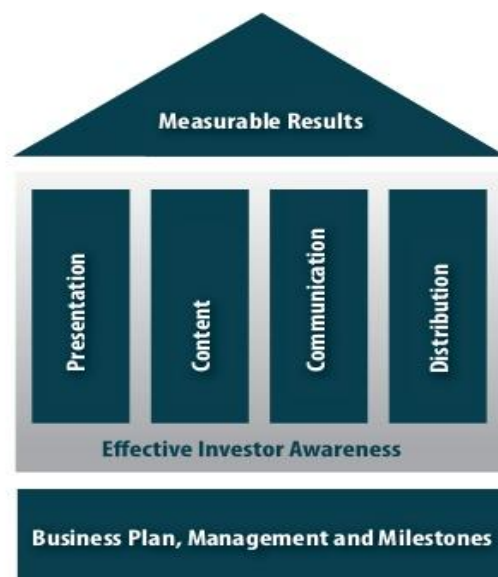 Measurable Results
Presentation
Content
Communication
Distribution
Effective Investor Awareness
Business Plan, Management and Milestones